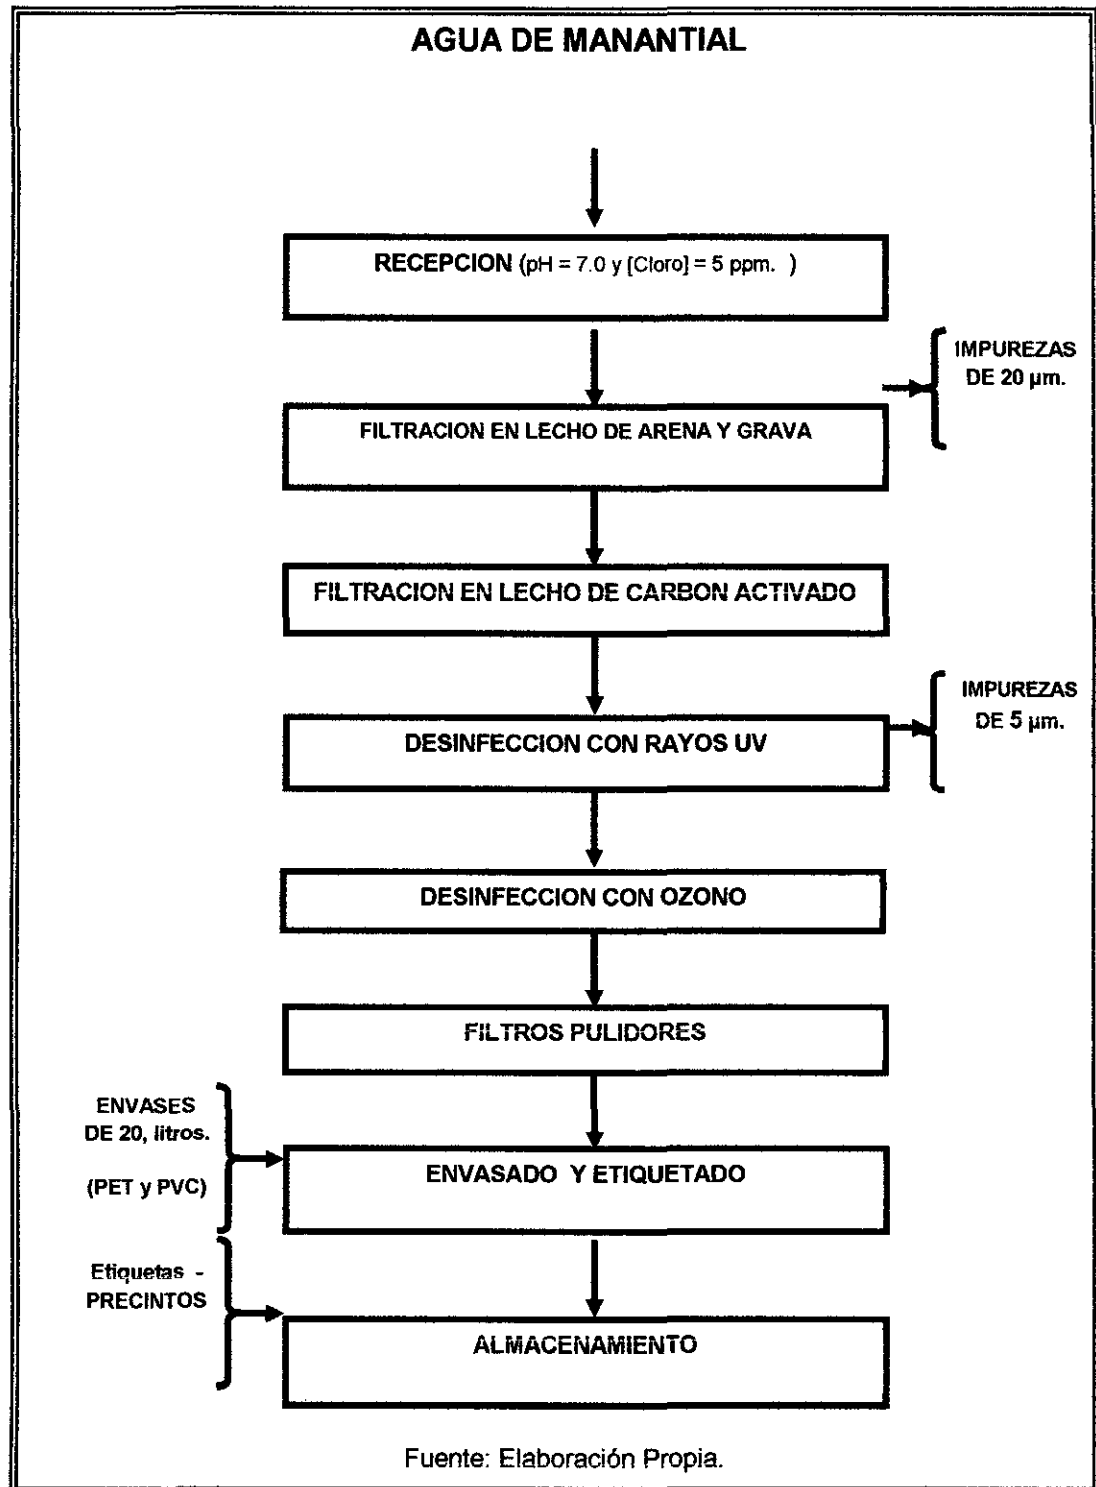 AGUA DE MANANTIAL
RECEPCION (pH = 7.0 y [Cloro] = 5 ppm. )
IMPUREZAS
DE 20 µm.
FILTRACION EN LECHO DE ARENA Y GRAVA
FILTRACION EN LECHO DE CARBON ACTIVADO
IMPUREZAS
DE 5 µm.
DESINFECCION CON RAYOS UV
DESINFECCION CON OZONO
FILTROS PULIDORES
ENVASES
DE 20, litros.
(PET y PVC)
ENVASADO Y ETIQUETADO
Etiquetas -
PRECINTOS
ALMACENAMIENTO
Fuente: Elaboración Propia.